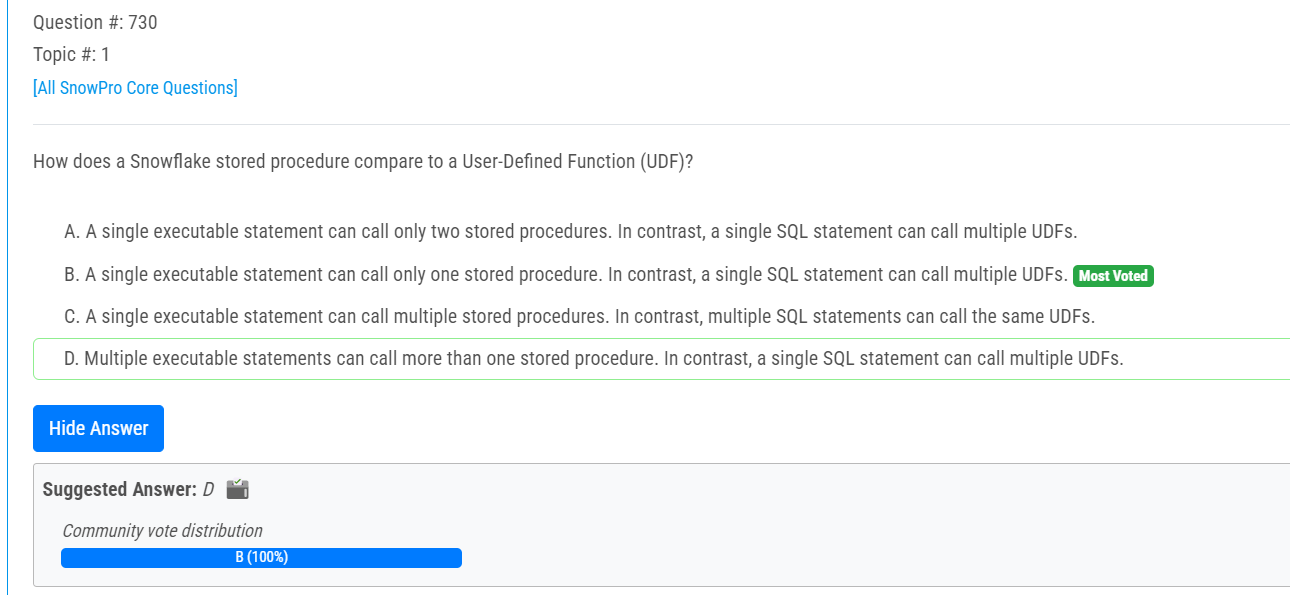 Question #: 730
Topic #: 1
[All SnowPro Core Questions]
How does a Snowflake stored procedure compare to a User-Defined Function (UDF)?
A. A single executable statement can call only two stored procedures. In contrast, a single SQL statement can call multiple UDFs.
B. A single executable statement can call only one stored procedure. In contrast, a single SQL statement can call multiple UDFs. Most Voted
C. A single executable statement can call multiple stored procedures. In contrast, multiple SQL statements can call the same UDFs.
D. Multiple executable statements can call more than one stored procedure. In contrast, a single SQL statement can call multiple UDFs.
Hide Answer
Suggested Answer: D
Community vote distribution
B (100%)